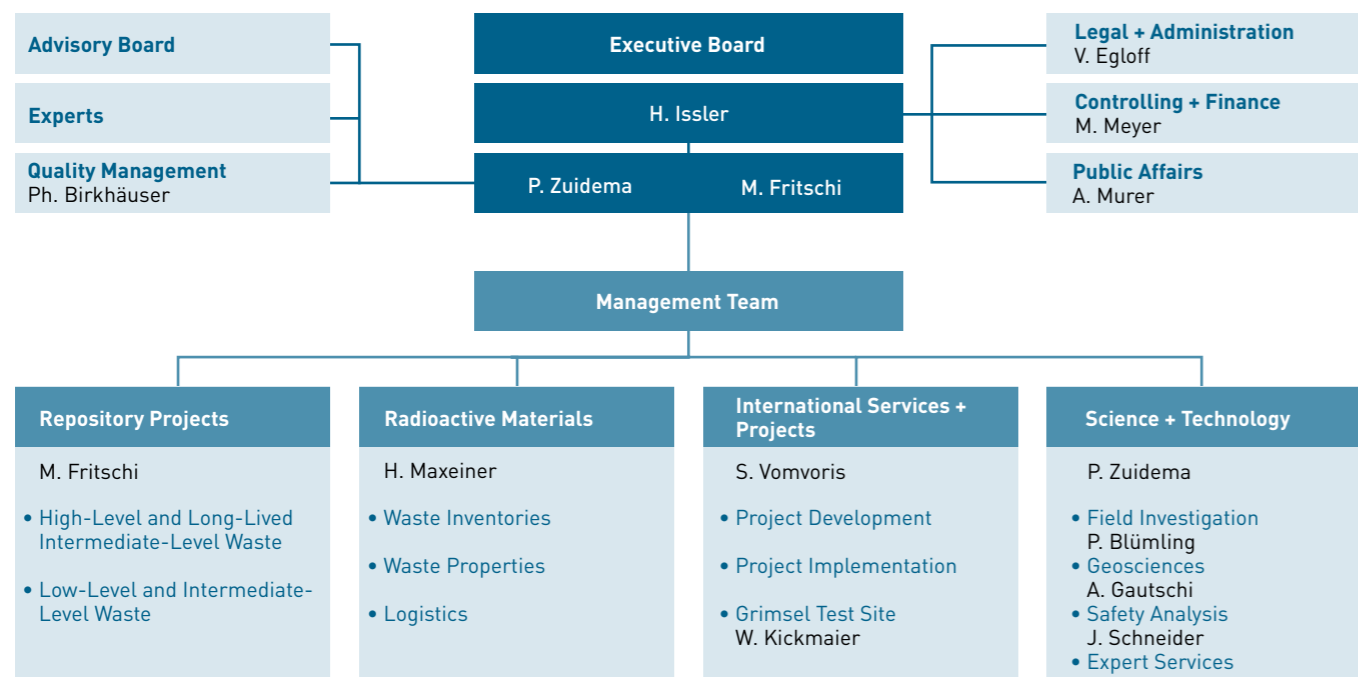 Advisory Board
Experts
Quality Management
Ph. Birkhäuser
Executive Board
H. Issler
P. Zuidema
M. Fritschi
Legal + Administration
V. Egloff
Controlling + Finance
M. Meyer
Public Affairs
A. Murer
Management Team
Repository Projects
M. Fritschi
• High-Level and Long-Lived
Intermediate-Level Waste
• Low-Level and Intermediate-
Level Waste
Radioactive Materials
H. Maxeiner
• Waste Inventories
• Waste Properties
• Logistics
International Services +
Projects
S. Vomvoris
• Project Development
• Project Implementation
• Grimsel Test Site
W. Kickmaier
Science + Technology
P. Zuidema
• Field Investigation
P. Blümling
• Geosciences
A. Gautschi
• Safety Analysis
J. Schneider
• Expert Services